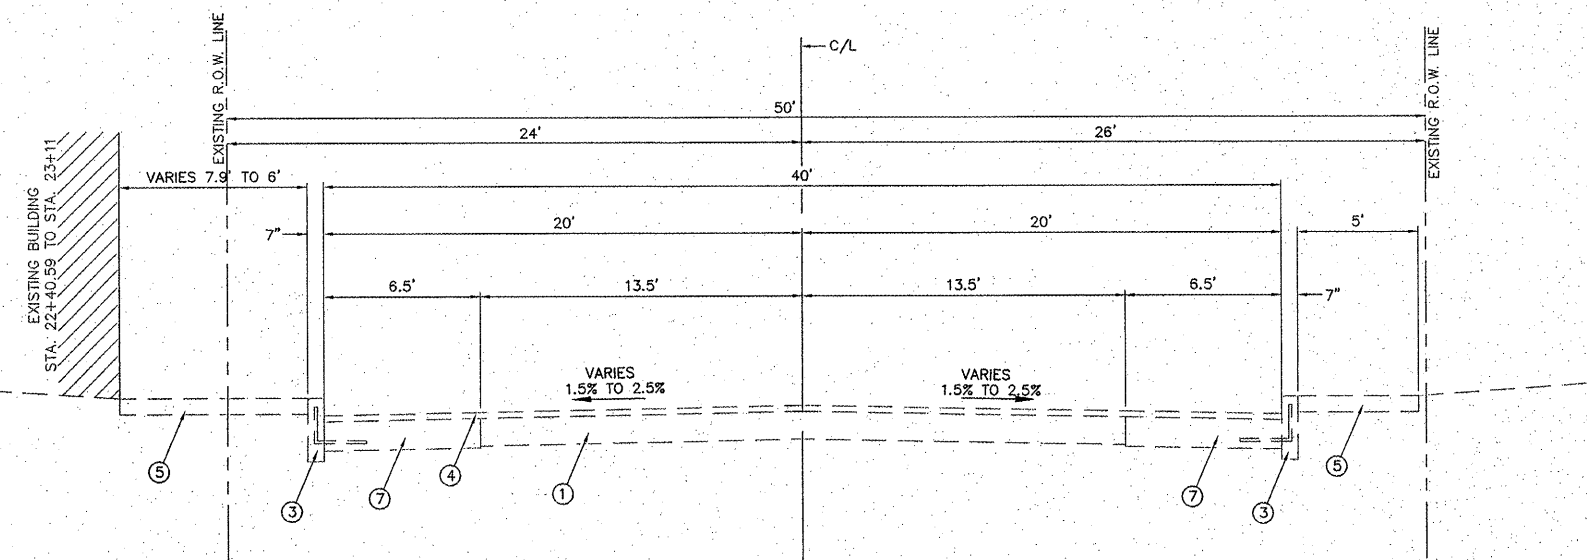 EXISTING R.O.W. LINE
C/L
EXISTING R.O.W. LINE
50'
24'
26'
EXISTING BUILDING
STA. 22+40.59 TO STA. 23+11
VARIES 7.9' TO 6'
40'
7"
20'
20'
5'
6.5'
13.5'
13.5'
6.5'
7"
VARIES
1.5% TO 2.5%
VARIES
1.5% TO 2.5%
5
3
7
4
1
7
3
5